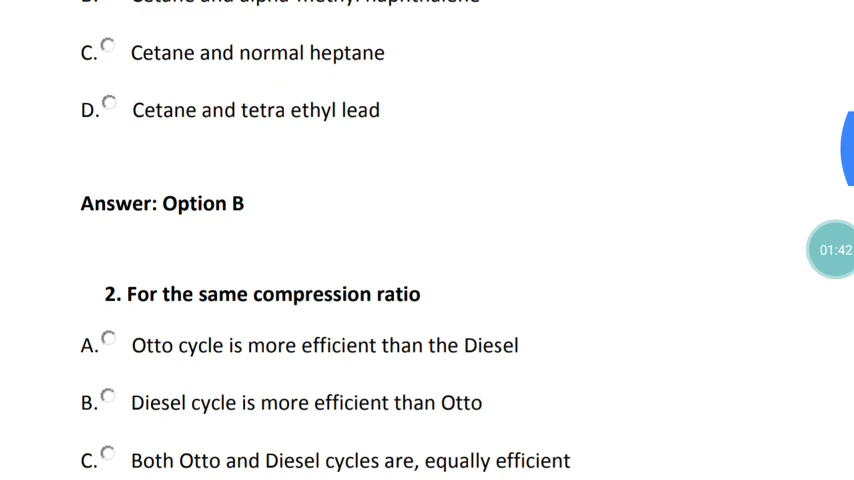 C. Cetane and normal heptane
D. Cetane and tetra ethyl lead
Answer: Option B
01:42
2. For the same compression ratio
A. Otto cycle is more efficient than the Diesel
B. Diesel cycle is more efficient than Otto
C. Both Otto and Diesel cycles are, equally efficient